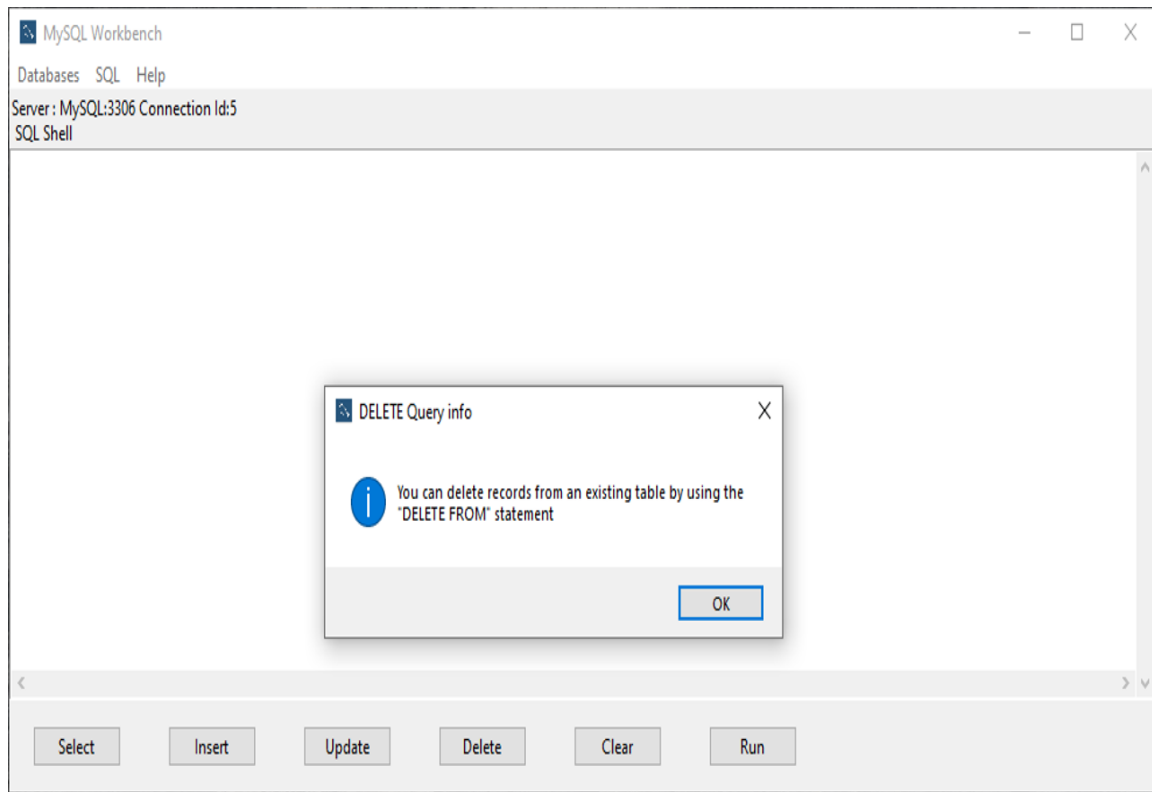 MySQL Workbench
Databases SQL Help
Server : MySQL:3306 Connection Id:5
SQL Shell
DELETE Query info
You can delete records from an existing table by using the
"DELETE FROM" statement
OK
Select Insert Update Delete Clear Run